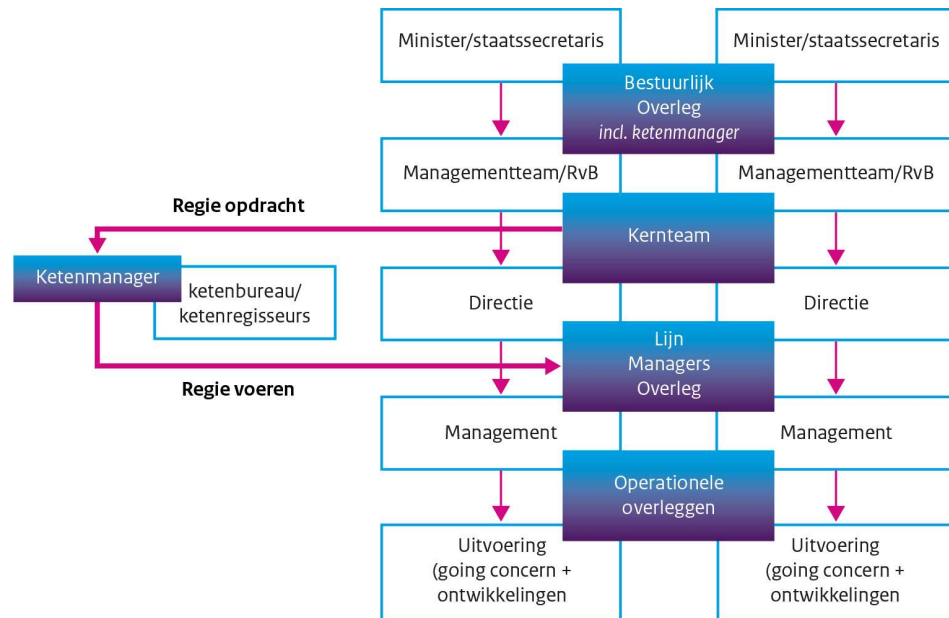 Minister/staatssecretaris
Minister/staatssecretaris
Bestuurlijk
Overleg
incl. ketenmanager
Managementteam/RvB
Managementteam/RvB
Regie opdracht
Kernteam
Ketenmanager
ketenbureau/
ketenregisseurs
Directie
Directie
Lijn
Managers
Overleg
Regie voeren
Management
Management
Operationele
overleggen
Uitvoering
(going concern +
ontwikkelingen
Uitvoering
(going concern +
ontwikkelingen